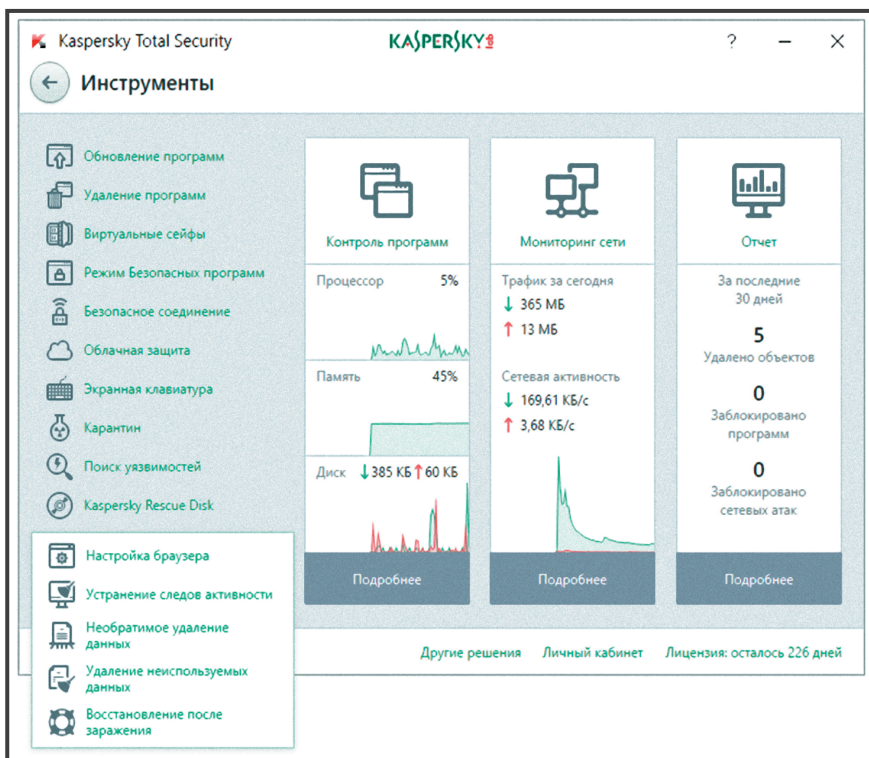 Kaspersky Total Security
KASPERSKY lab
?
Инструменты
Обновление программ
Удаление программ
Виртуальные сейфы
Режим Безопасных программ
Безопасное соединение
Облачная защита
Экранная клавиатура
Карантин
Поиск уязвимостей
Kaspersky Rescue Disk
Настройка браузера
Устранение следов активности
Необратимое удаление
данных
Удаление неиспользуемых
данных
Восстановление после
заражения
Контроль программ
Процессор 5%
Память 45%
Диск ↓385 КБ ↑60 КБ
Подробнее
Мониторинг сети
Трафик за сегодня
↓ 365 МБ
↑ 13 МБ
Сетевая активность
↓ 169,61 КБ/с
↑ 3,68 КБ/с
Подробнее
Отчет
За последние
30 дней
5
Удалено объектов
0
Заблокировано
программ
0
Заблокировано
сетевых атак
Подробнее
Другие решения Личный кабинет Лицензия: осталось 226 дней